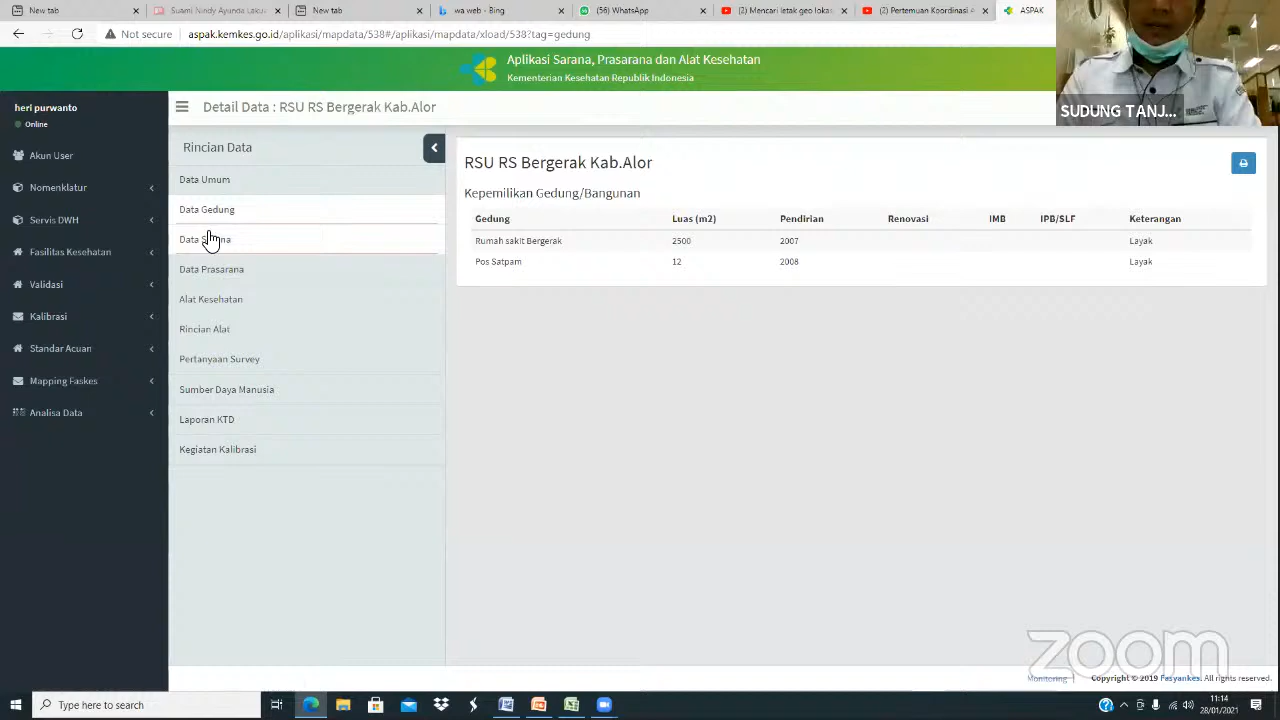 New tab
Suami Nindy Ayunda Laku
New tab
wa web - Bing
(56) WhatsApp
(2) Mencari letak geo lokas
(2) Pertemuan Koordinasi 4
ASPAK
Not secure
aspak.kemkes.go.id/aplikasi/mapdata/538#/aplikasi/mapdata/xload/538?tag=gedung
Aplikasi Sarana, Prasarana dan Alat Kesehatan
Kementerian Kesehatan Republik Indonesia
SUDUNG TANJ...
heri purwanto
Online
Akun User
Nomenklatur
Servis DWH
Fasilitas Kesehatan
Validasi
Kalibrasi
Standar Acuan
Mapping Faskes
Analisa Data
Detail Data : RSU RS Bergerak Kab.Alor
Rincian Data
Data Umum
Data Gedung
Data
Data Prasarana
Alat Kesehatan
Rincian Alat
Pertanyaan Survey
Sumber Daya Manusia
Laporan KTD
Kegiatan Kalibrasi
RSU RS Bergerak Kab.Alor
Kepemilikan Gedung/Bangunan
Gedung Luas (m2) Pendirian Renovasi IMB IPB/SLF Keterangan
Rumah sakit Bergerak 2500 2007 Layak
Pos Satpam 12 2008 Layak
zoom
Monitoring
Copyright © 2019 Fasyankes. All rights reserved.
Type here to search
11:14
28/01/2021